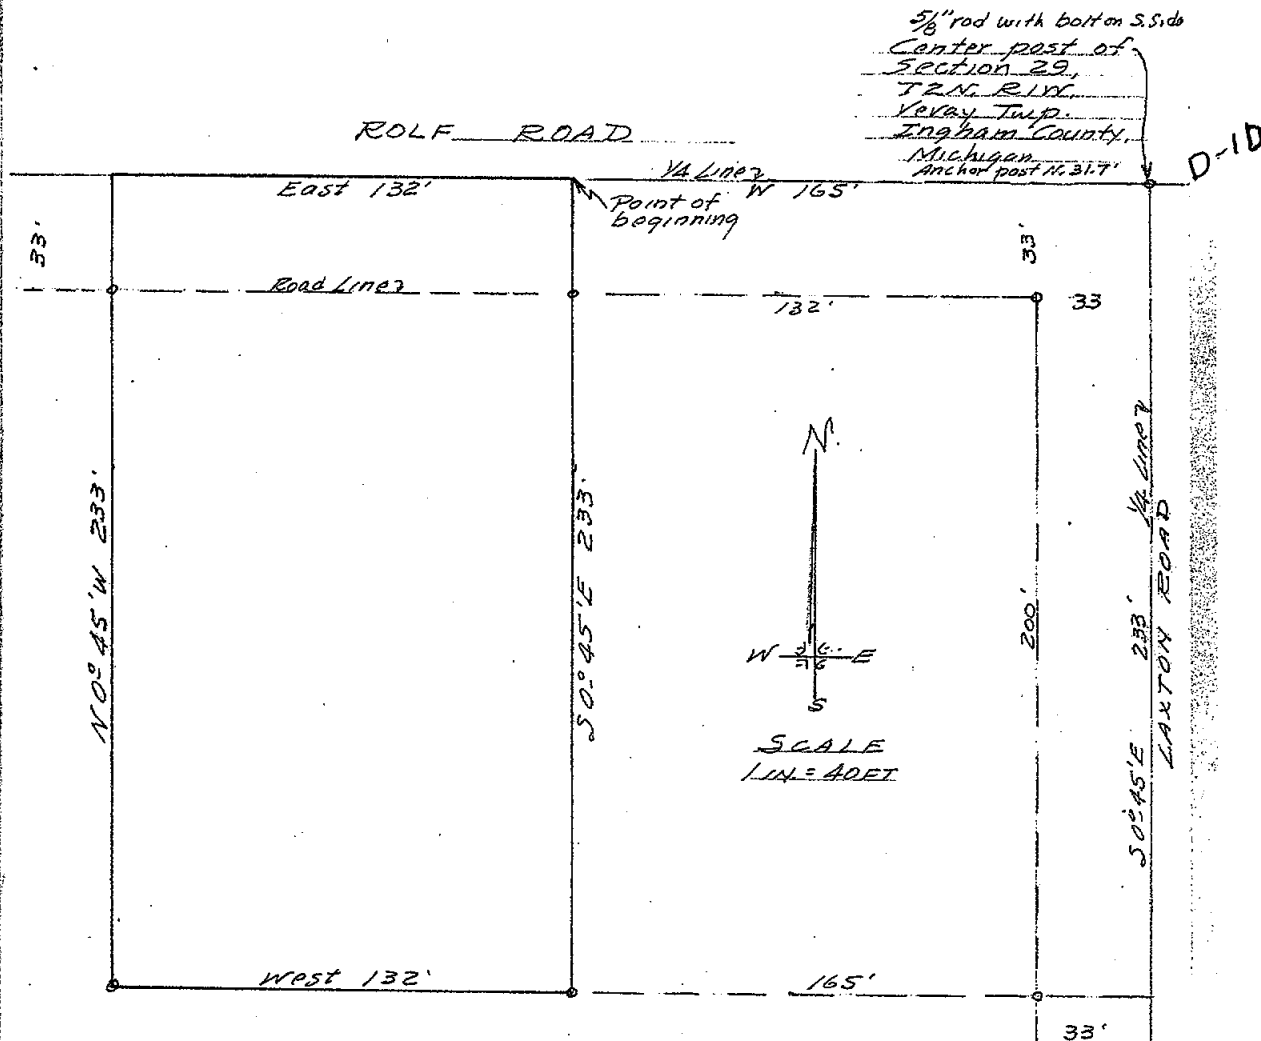 5/8" rod with bolt on S. Side
Center post of
Section 29,
T2N, R1W,
Vevay Twp.
Ingham County,
Michigan
Anchor post N. 31.7'
D-1D
ROLF ROAD
1/4 Line
East 132'
W 165'
Point of
beginning
33'
33'
Road Line
132'
33
N.
W E
S
SCALE
1 IN. = 40 FT
N 0° 45' W 233'
S 0° 45' E 233'
200'
S 0° 45' E 233' 1/4 Line
LAXTON ROAD
West 132'
165'
33'